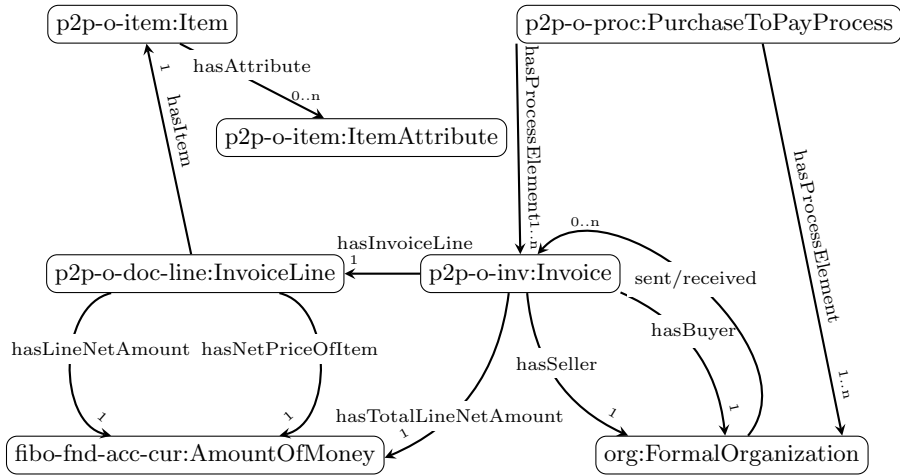 p2p-o-item:Item
p2p-o-proc:PurchaseToPayProcess
hasAttribute
1
0..n
p2p-o-item:ItemAttribute
hasItem
hasProcessElement
1..n
hasProcessElement
0..n
hasInvoiceLine
1
p2p-o-doc-line:InvoiceLine
p2p-o-inv:Invoice
sent/received
hasLineNetAmount
hasNetPriceOfItem
hasBuyer
hasSeller
1..n
hasTotalLineNetAmount
1
1
1
1
1
fibo-fnd-acc-cur:AmountOfMoney
org:FormalOrganization